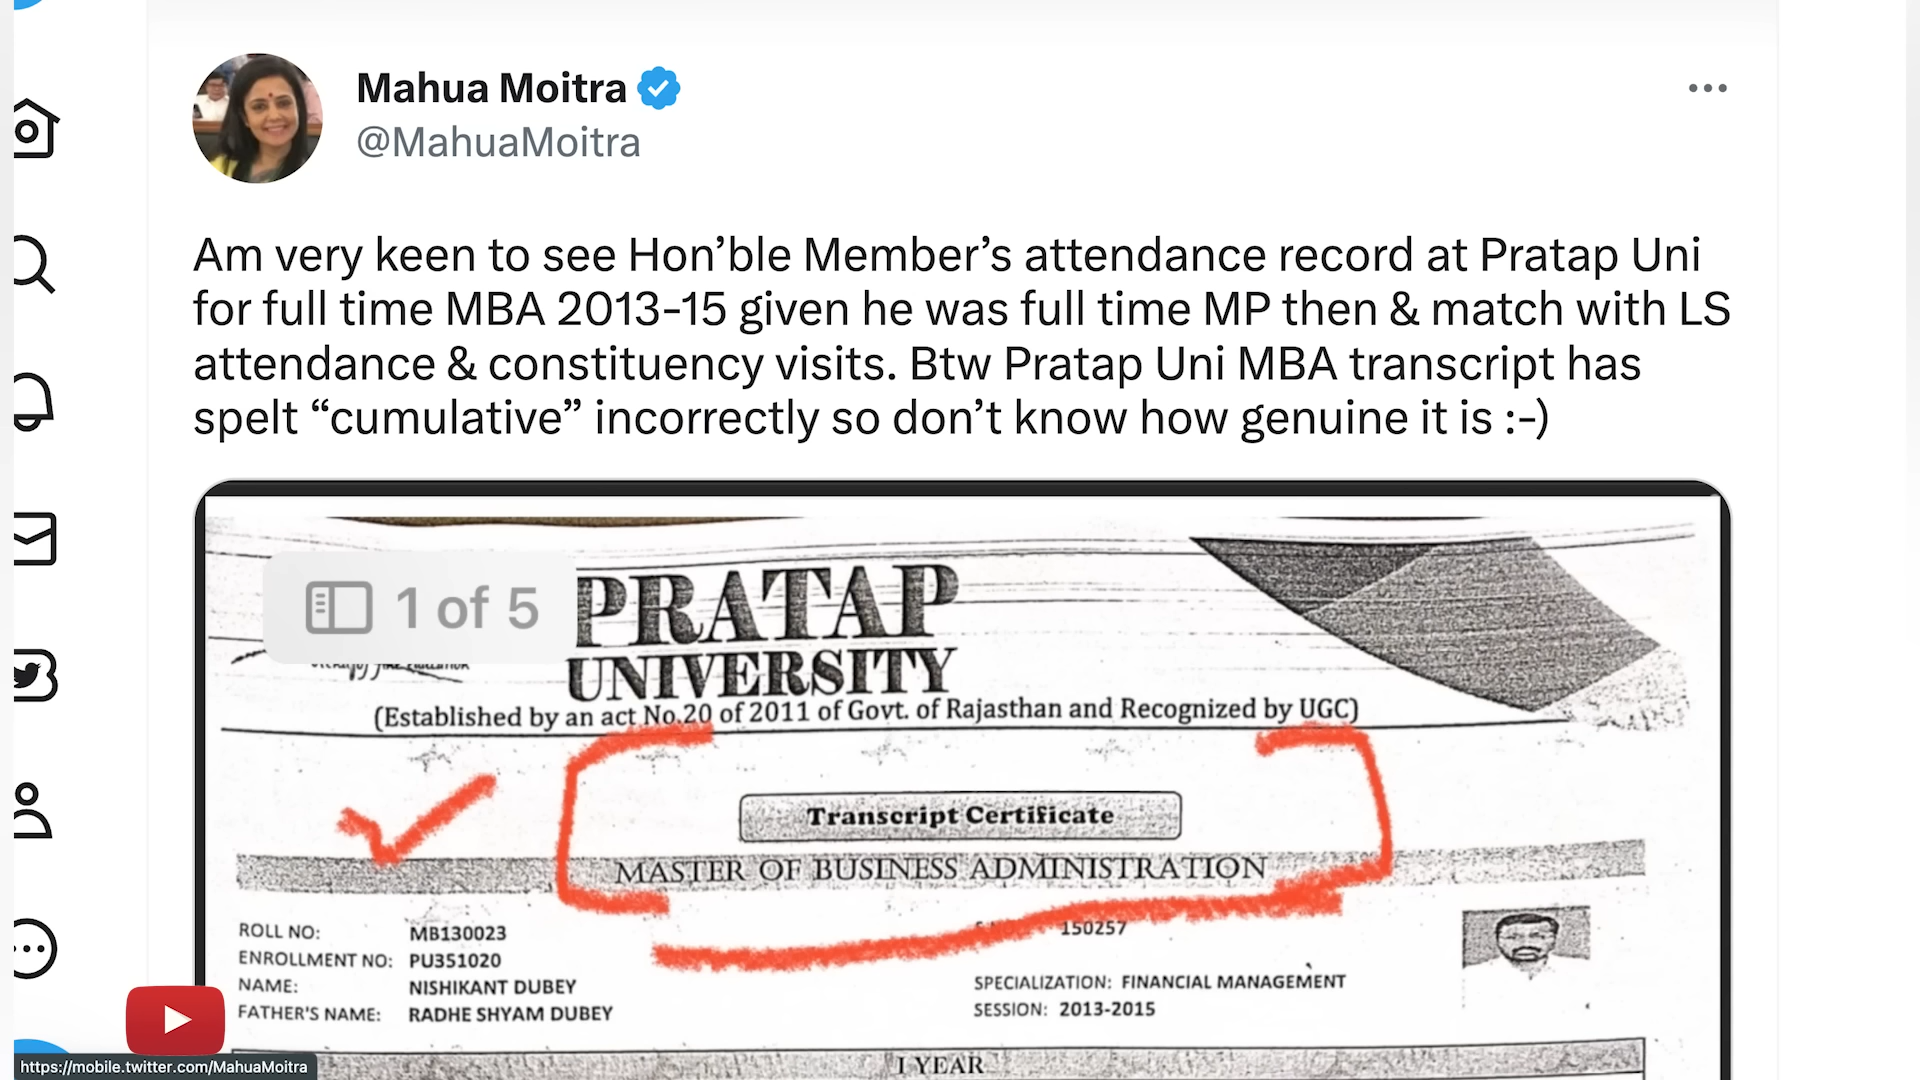 Mahua Moitra
@MahuaMoitra
Am very keen to see Hon’ble Member’s attendance record at Pratap Uni
for full time MBA 2013-15 given he was full time MP then & match with LS
attendance & constituency visits. Btw Pratap Uni MBA transcript has
spelt “cumulative” incorrectly so don’t know how genuine it is :-)
1 of 5
PRATAP
UNIVERSITY
(Established by an act No.20 of 2011 of Govt. of Rajasthan and Recognized by UGC)
Transcript Certificate
MASTER OF BUSINESS ADMINISTRATION
ROLL NO: MB130023
150257
ENROLLMENT NO: PU351020
NAME: NISHIKANT DUBEY
SPECIALIZATION: FINANCIAL MANAGEMENT
FATHER'S NAME: RADHE SHYAM DUBEY
SESSION: 2013-2015
I YEAR
https://mobile.twitter.com/MahuaMoitra